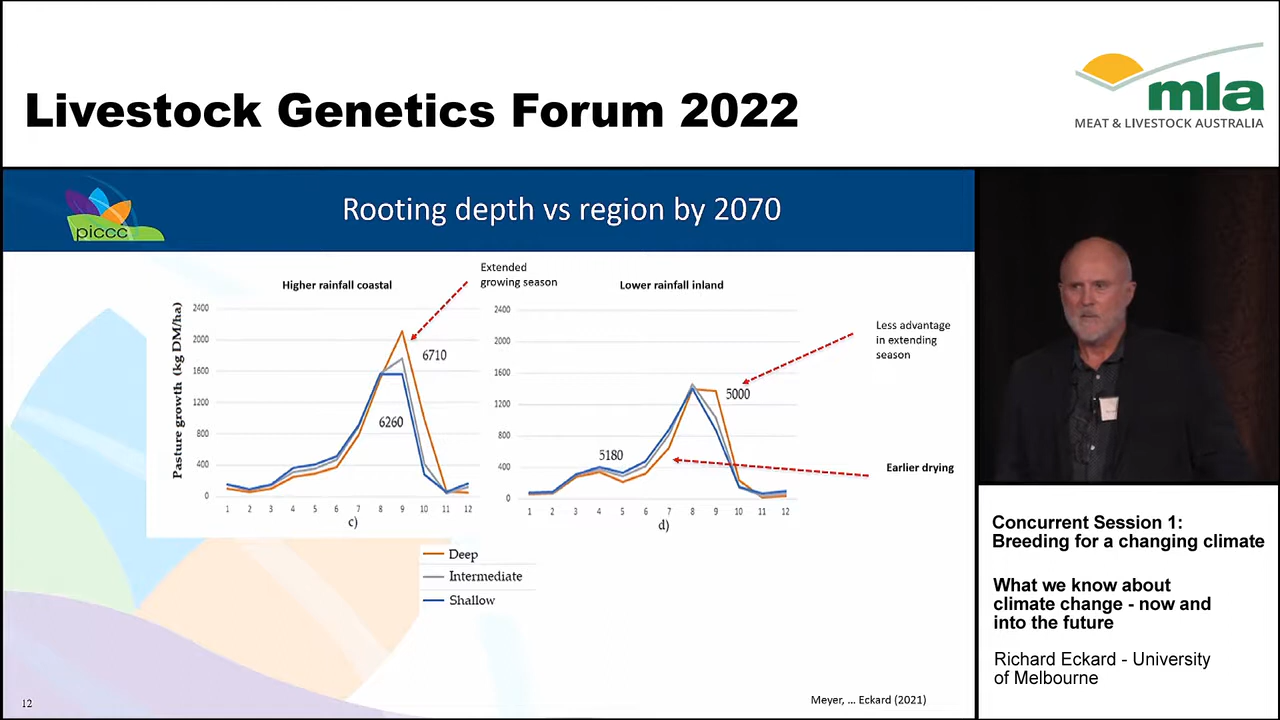 Livestock Genetics Forum 2022
mla
MEAT & LIVESTOCK AUSTRALIA
piccc
Rooting depth vs region by 2070
Higher rainfall coastal
Extended
growing season
Lower rainfall inland
Pasture growth (kg DM/ha)
2400
2000
1600
1200
800
400
0
6710
6260
1 2 3 4 5 6 7 8 9 10 11 12
c)
2400
2000
1600
1200
800
400
0
5180
5000
1 2 3 4 5 6 7 8 9 10 11 12
d)
Less advantage
in extending
season
Earlier drying
Deep
Intermediate
Shallow
12
Meyer, ... Eckard (2021)
Concurrent Session 1:
Breeding for a changing climate
What we know about
climate change - now and
into the future
Richard Eckard - University
of Melbourne